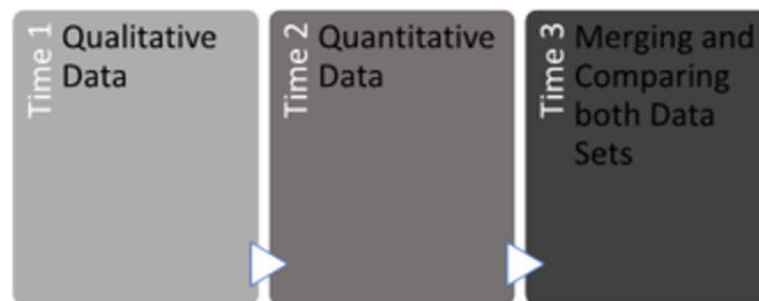 Time 1
Qualitative
Data
Time 2
Quantitative
Data
Time 3
Merging and
Comparing
both Data
Sets